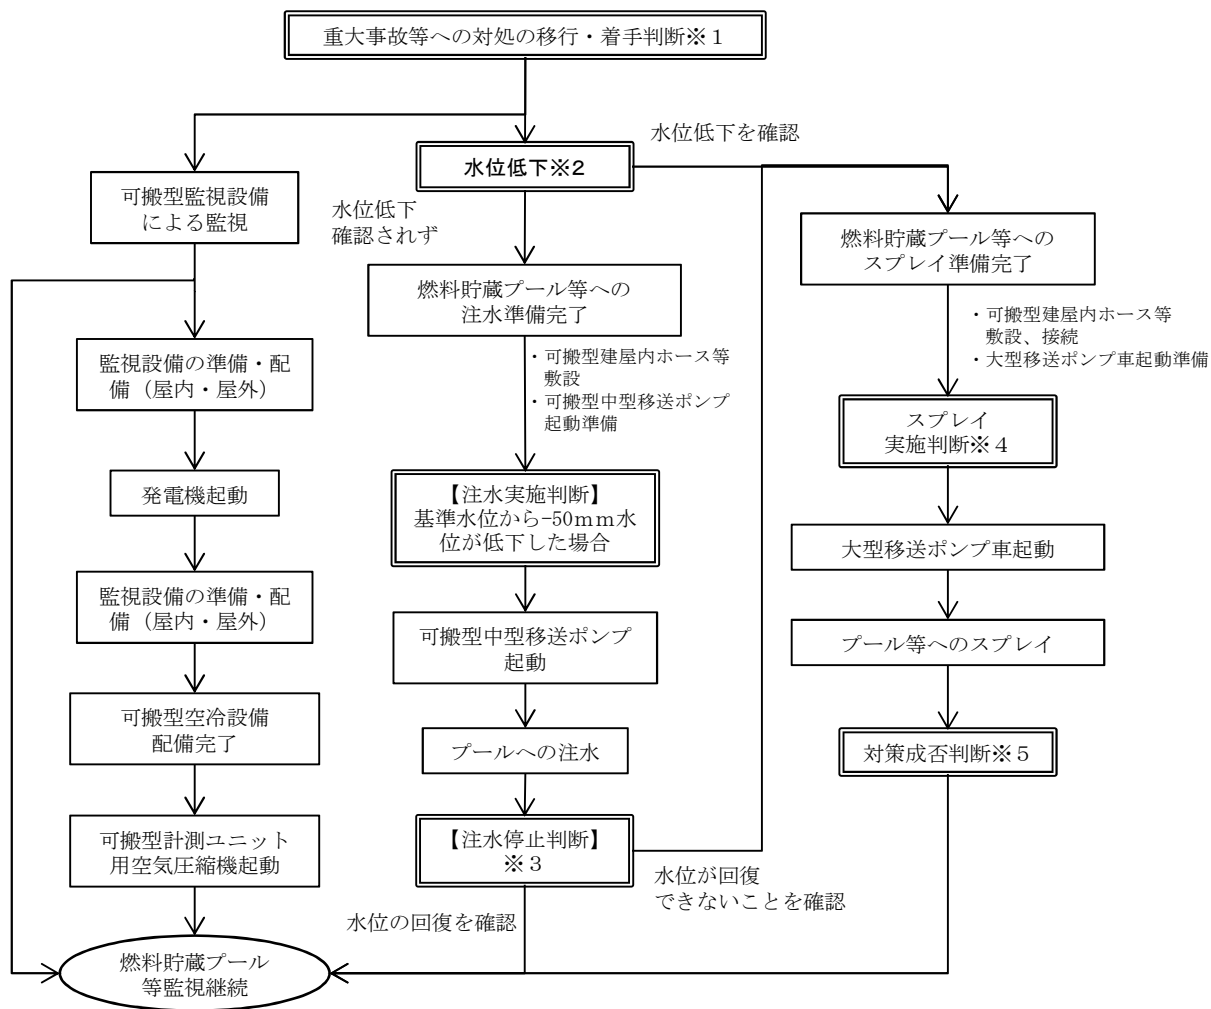 重大事故等への対処の移行・着手判断※１
水位低下を確認
水位低下※2
可搬型監視設備
による監視
水位低下
確認されず
燃料貯蔵プール等への
スプレイ準備完了
燃料貯蔵プール等への
注水準備完了
・可搬型建屋内ホース等
敷設、接続
・大型移送ポンプ車起動準備
監視設備の準備・配
備（屋内・屋外）
・可搬型建屋内ホース等
敷設
・可搬型中型移送ポンプ
起動準備
スプレイ
実施判断※４
発電機起動
【注水実施判断】
基準水位から-50ｍｍ水
位が低下した場合
大型移送ポンプ車起動
監視設備の準備・配
備（屋内・屋外）
可搬型中型移送ポンプ
起動
プール等へのスプレイ
可搬型空冷設備
配備完了
プールへの注水
対策成否判断※５
可搬型計測ユニット
用空気圧縮機起動
【注水停止判断】
※３
水位が回復
できないことを確認
水位の回復を確認
燃料貯蔵プール
等監視継続